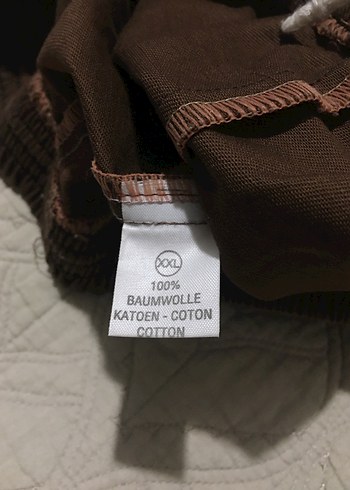 XXL
100%
BAUMWOLLE
KATOEN - COTON
COTTON